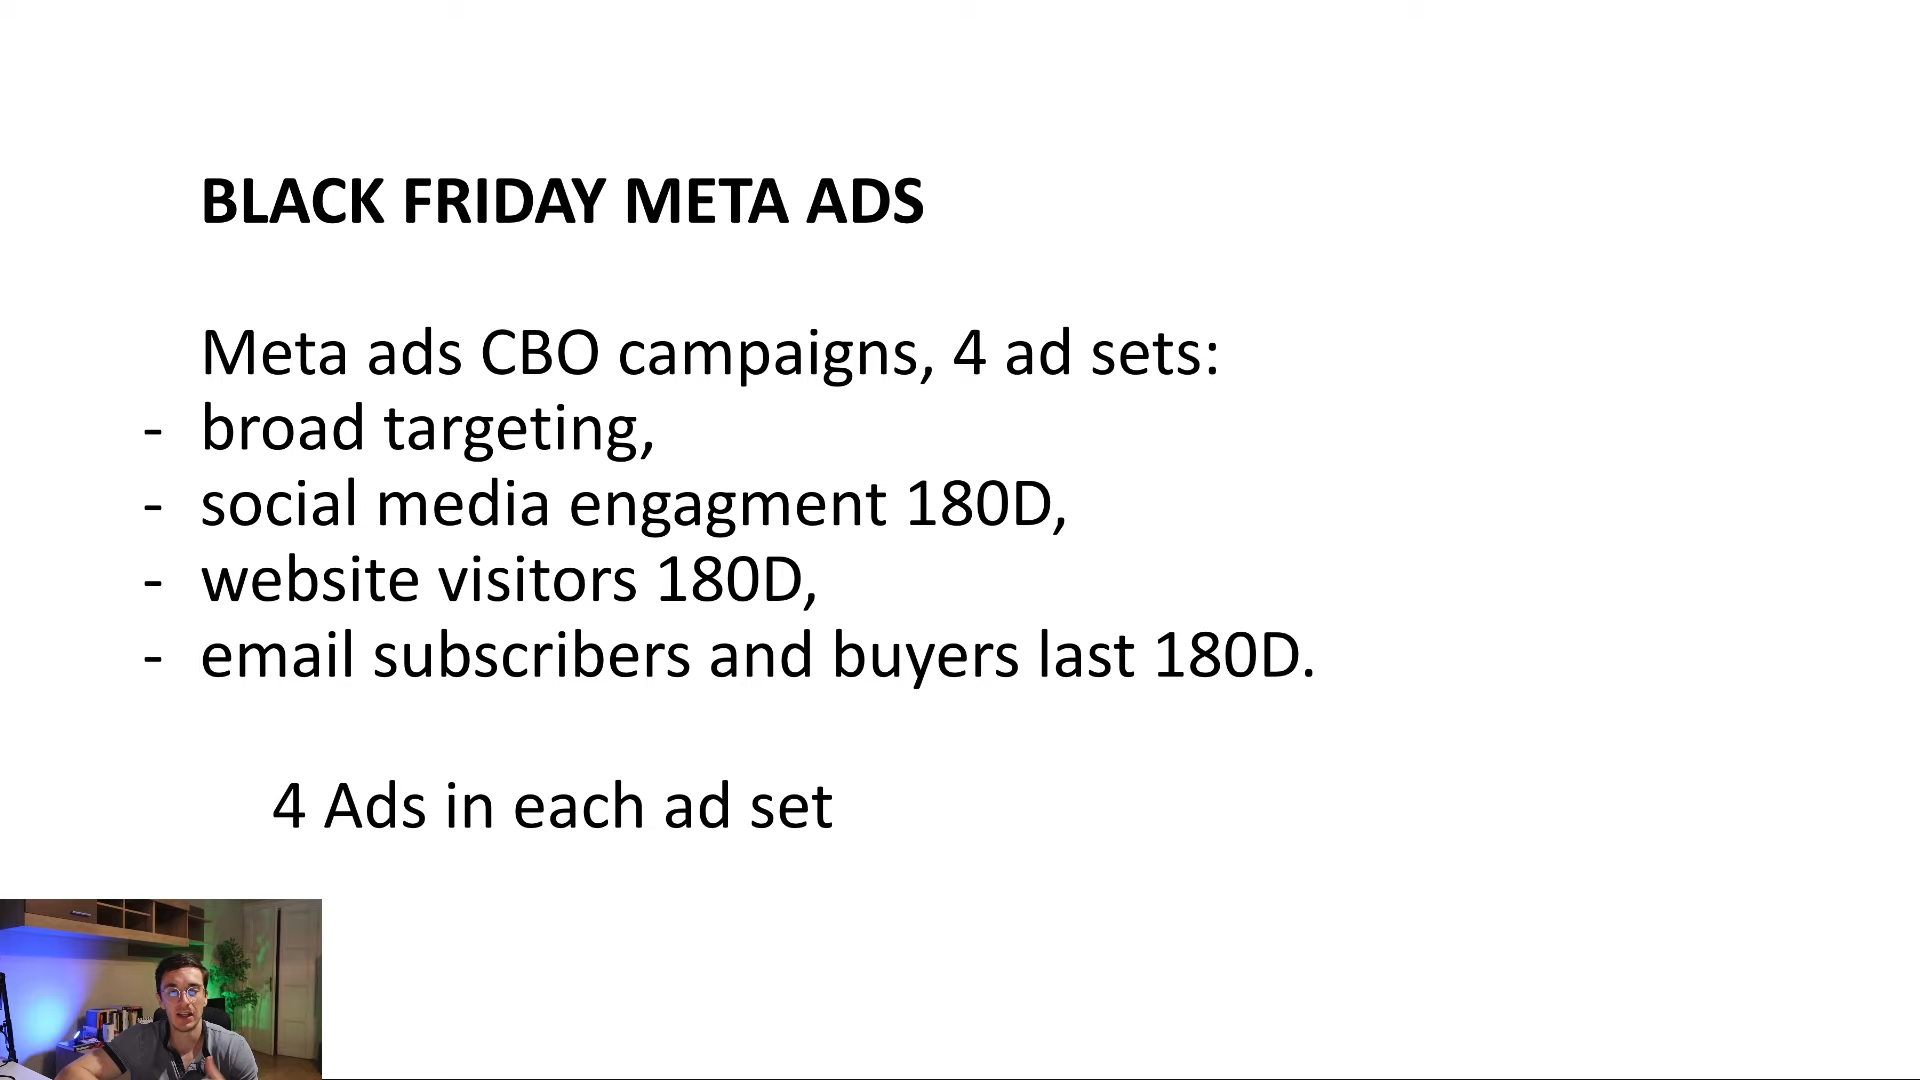 BLACK FRIDAY META ADS
Meta ads CBO campaigns, 4 ad sets:
- broad targeting,
- social media engagment 180D,
- website visitors 180D,
- email subscribers and buyers last 180D.
4 Ads in each ad set